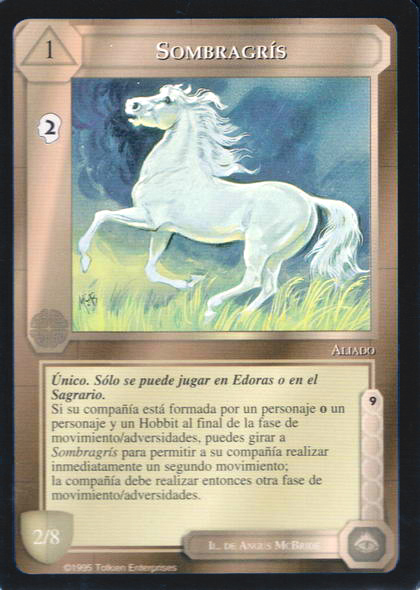 1
SOMBRAGRÍS
2
McB
ALIADO
Único. Sólo se puede jugar en Edoras o en el
Sagrario.
Si su compañía está formada por un personaje o un
personaje y un Hobbit al final de la fase de
movimiento/adversidades, puedes girar a
Sombragrís para permitir a su compañía realizar
inmediatamente un segundo movimiento;
la compañía debe realizar entonces otra fase de
movimiento/adversidades.
9
2/8
IL. DE ANGUS MCBRIDE
©1995 Tolkien Enterprises